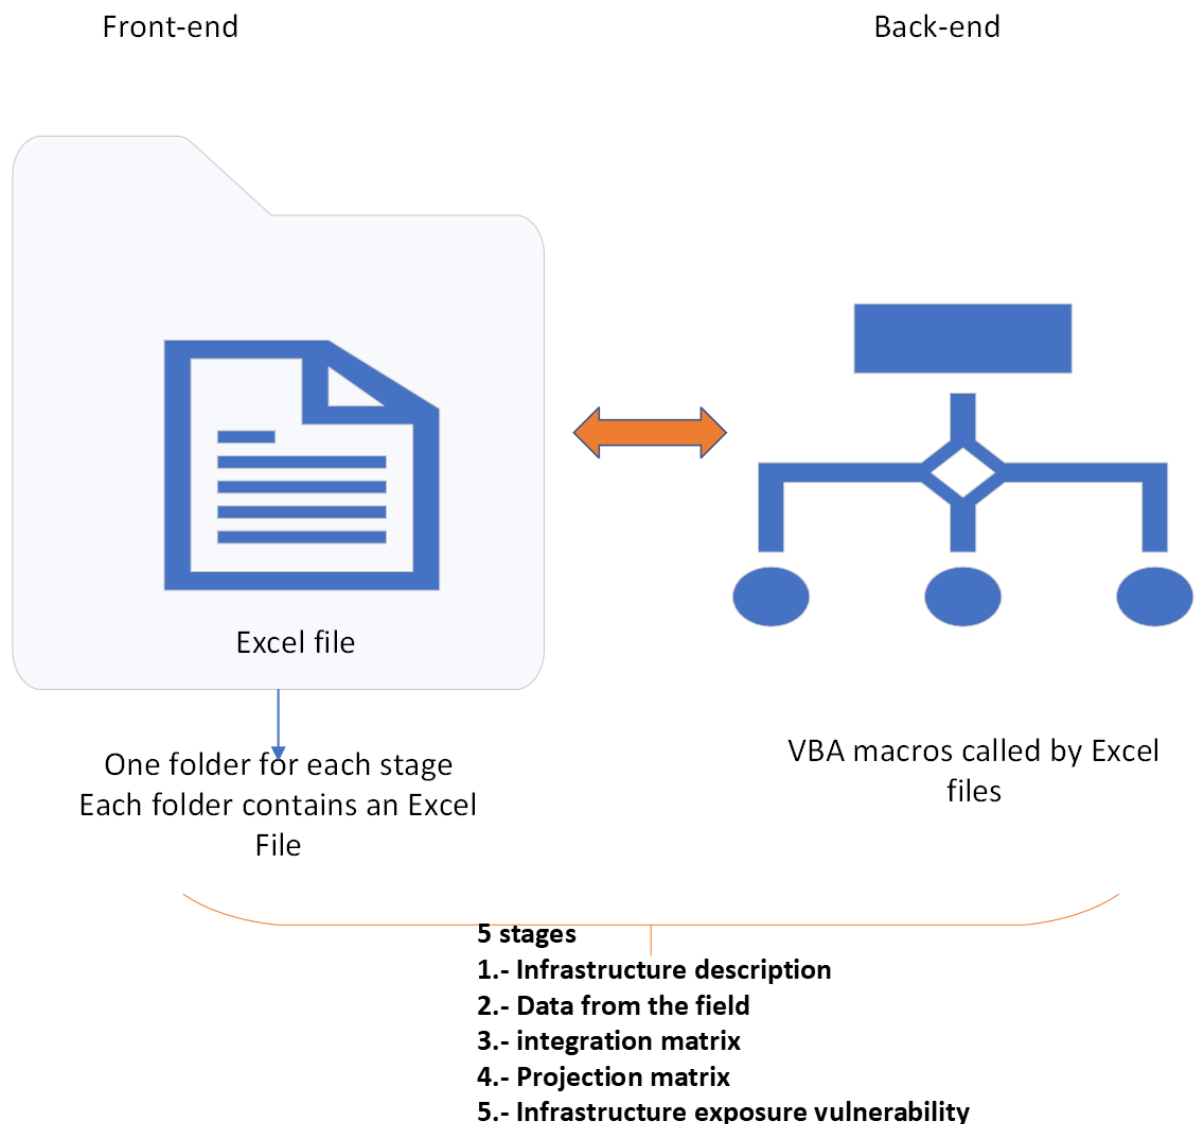 Front-end
Back-end
Excel file
One folder for each stage
Each folder contains an Excel
File
VBA macros called by Excel
files
5 stages
1.- Infrastructure description
2.- Data from the field
3.- integration matrix
4.- Projection matrix
5.- Infrastructure exposure vulnerability